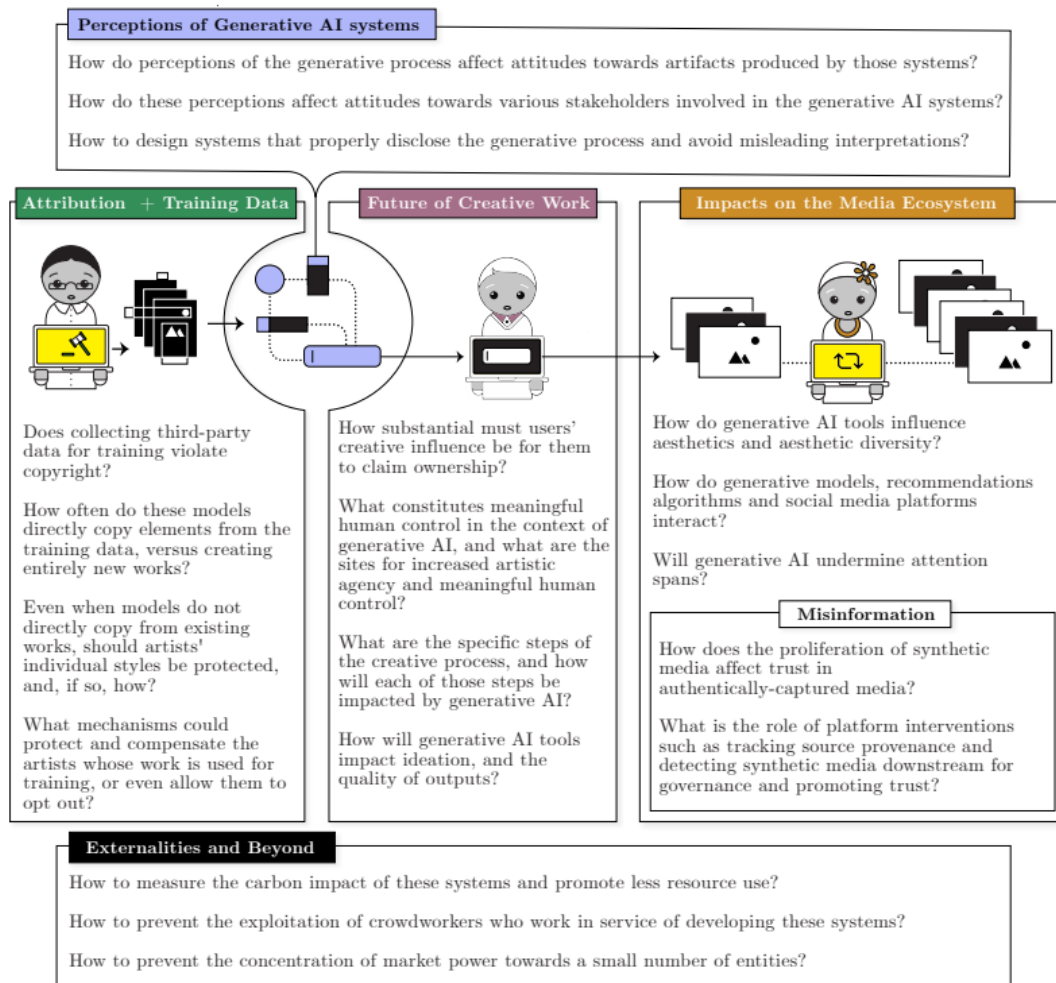 Perceptions of Generative AI systems
How do perceptions of the generative process affect attitudes towards artifacts produced by those systems?
How do these perceptions affect attitudes towards various stakeholders involved in the generative AI systems?
How to design systems that properly disclose the generative process and avoid misleading interpretations?
Attribution + Training Data
Does collecting third-party
data for training violate
copyright?
How often do these models
directly copy elements from the
training data, versus creating
entirely new works?
Even when models do not
directly copy from existing
works, should artists'
individual styles be protected,
and, if so, how?
What mechanisms could
protect and compensate the
artists whose work is used for
training, or even allow them to
opt out?
Future of Creative Work
How substantial must users'
creative influence be for them
to claim ownership?
What constitutes meaningful
human control in the context of
generative AI, and what are the
sites for increased artistic
agency and meaningful human
control?
What are the specific steps of
the creative process, and how
will each of those steps be
impacted by generative AI?
How will generative AI tools
impact ideation, and the
quality of outputs?
Impacts on the Media Ecosystem
How do generative AI tools influence
aesthetics and aesthetic diversity?
How do generative models, recommendations
algorithms and social media platforms
interact?
Will generative AI undermine attention
spans?
Misinformation
How does the proliferation of synthetic
media affect trust in
authentically-captured media?
What is the role of platform interventions
such as tracking source provenance and
detecting synthetic media downstream for
governance and promoting trust?
Externalities and Beyond
How to measure the carbon impact of these systems and promote less resource use?
How to prevent the exploitation of crowdworkers who work in service of developing these systems?
How to prevent the concentration of market power towards a small number of entities?